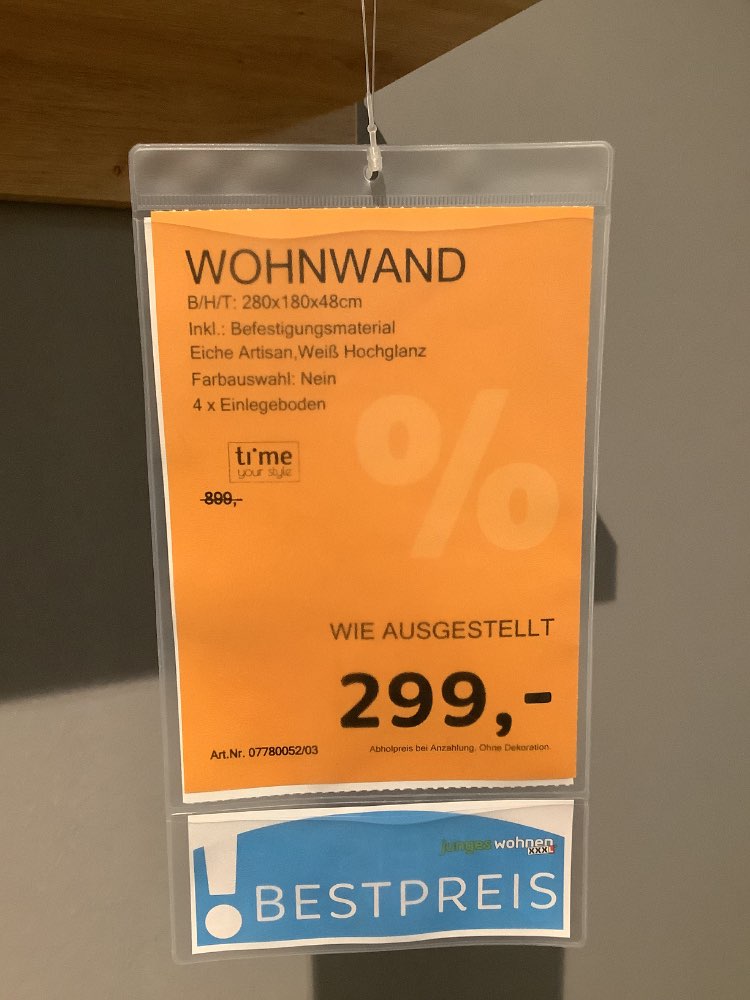 WOHNWAND
B/H/T: 280x180x48cm
Inkl.: Befestigungsmaterial
Eiche Artisan,Weiß Hochglanz
Farbauswahl: Nein
4 x Einlegeboden
%
time
your style
899,-
WIE AUSGESTELLT
299,-
Art.Nr. 07780052/03
Abholpreis bei Anzahlung. Ohne Dekoration.
junges wohnen
!BESTPREIS